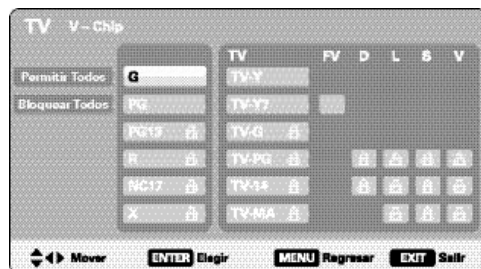 TV V-Chip
TV FV D L S V
Permitir Todos G TV-Y
Bloquear Todos PG TV-Y7
PG13 TV-G
R TV-PG
NC17 TV-14
X TV-MA
Mover ENTER Elegir MENU Regresar EXIT Salir